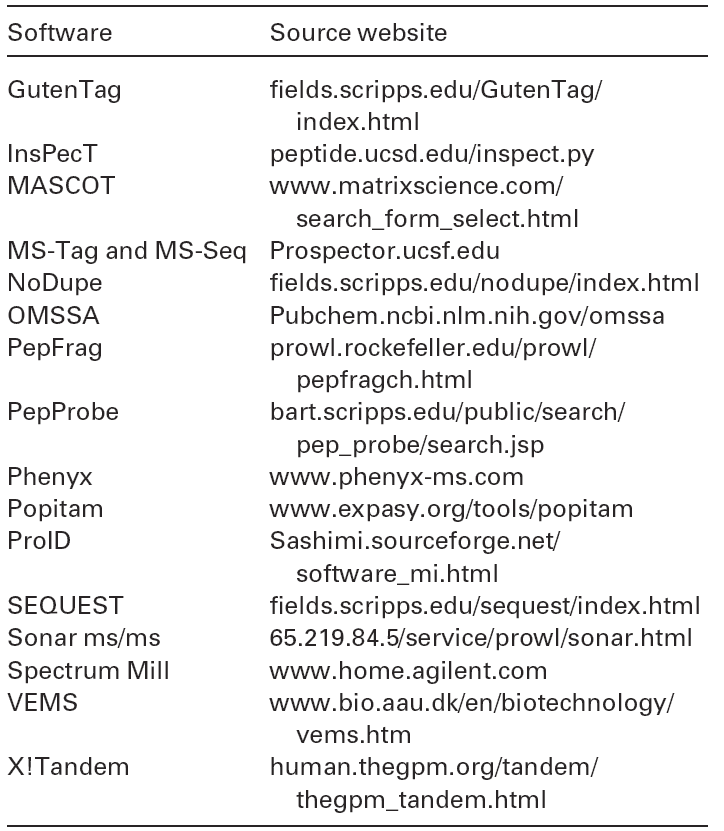 Software Source website
GutenTag fields.scripps.edu/GutenTag/
index.html
InsPecT peptide.ucsd.edu/inspect.py
MASCOT www.matrixscience.com/
search_form_select.html
MS-Tag and MS-Seq Prospector.ucsf.edu
NoDupe fields.scripps.edu/nodupe/index.html
OMSSA Pubchem.ncbi.nlm.nih.gov/omssa
PepFrag prowl.rockefeller.edu/prowl/
pepfragch.html
PepProbe bart.scripps.edu/public/search/
pep_probe/search.jsp
Phenyx www.phenyx-ms.com
Popitam www.expasy.org/tools/popitam
ProID Sashimi.sourceforge.net/
software_mi.html
SEQUEST fields.scripps.edu/sequest/index.html
Sonar ms/ms 65.219.84.5/service/prowl/sonar.html
Spectrum Mill www.home.agilent.com
VEMS www.bio.aau.dk/en/biotechnology/
vems.htm
X!Tandem human.thegpm.org/tandem/
thegpm_tandem.html